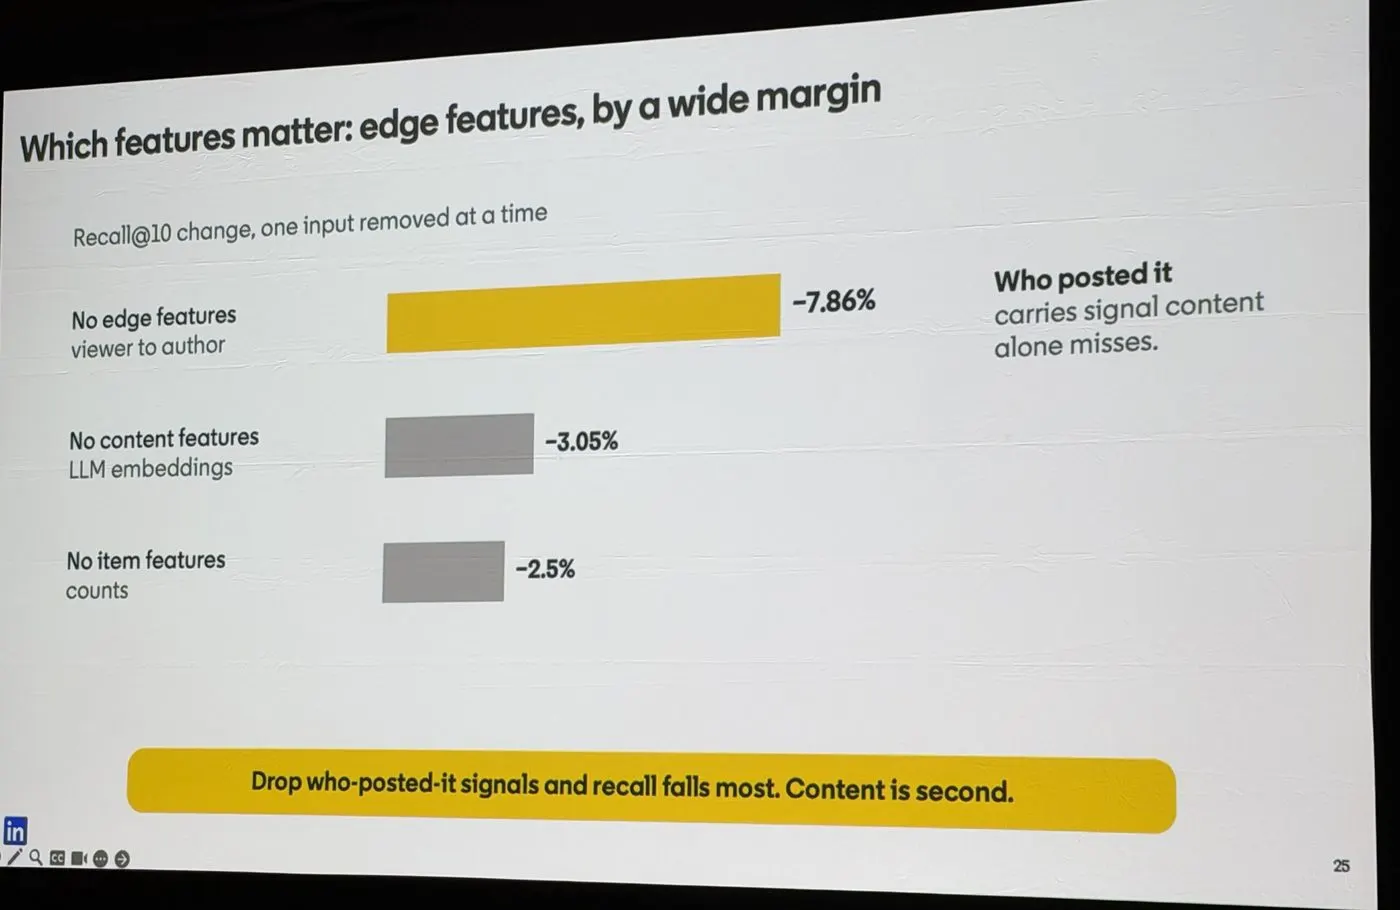 Which features matter: edge features, by a wide margin
Recall@10 change, one input removed at a time
No edge features
viewer to author
-7.86%
Who posted it
carries signal content
alone misses.
No content features
LLM embeddings
-3.05%
No item features
counts
-2.5%
Drop who-posted-it signals and recall falls most. Content is second.
in
CC
25